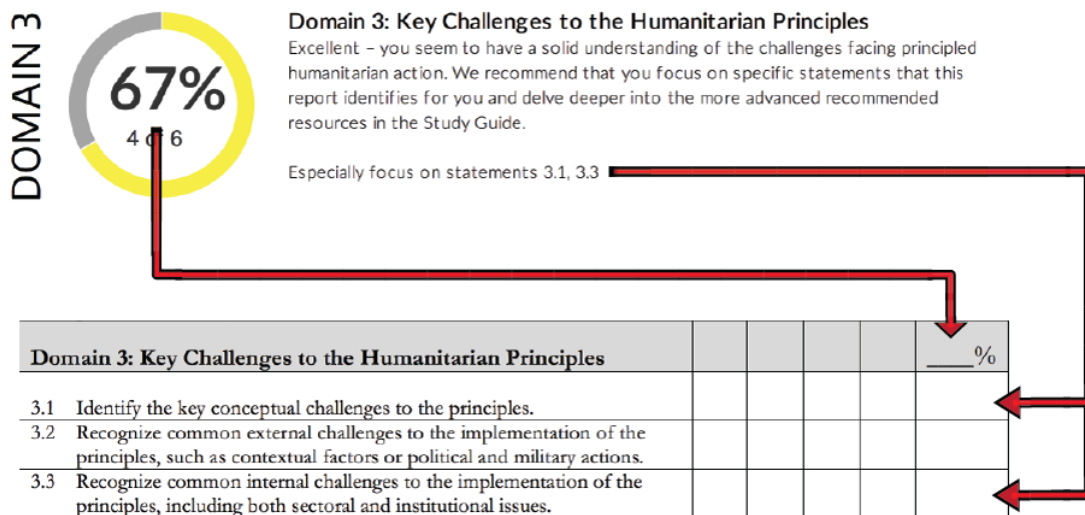 DOMAIN 3
67%
4 of 6
Domain 3: Key Challenges to the Humanitarian Principles
Excellent – you seem to have a solid understanding of the challenges facing principled
humanitarian action. We recommend that you focus on specific statements that this
report identifies for you and delve deeper into the more advanced recommended
resources in the Study Guide.
Especially focus on statements 3.1, 3.3
Domain 3: Key Challenges to the Humanitarian Principles ____%
3.1 Identify the key conceptual challenges to the principles.
3.2 Recognize common external challenges to the implementation of the
principles, such as contextual factors or political and military actions.
3.3 Recognize common internal challenges to the implementation of the
principles, including both sectoral and institutional issues.